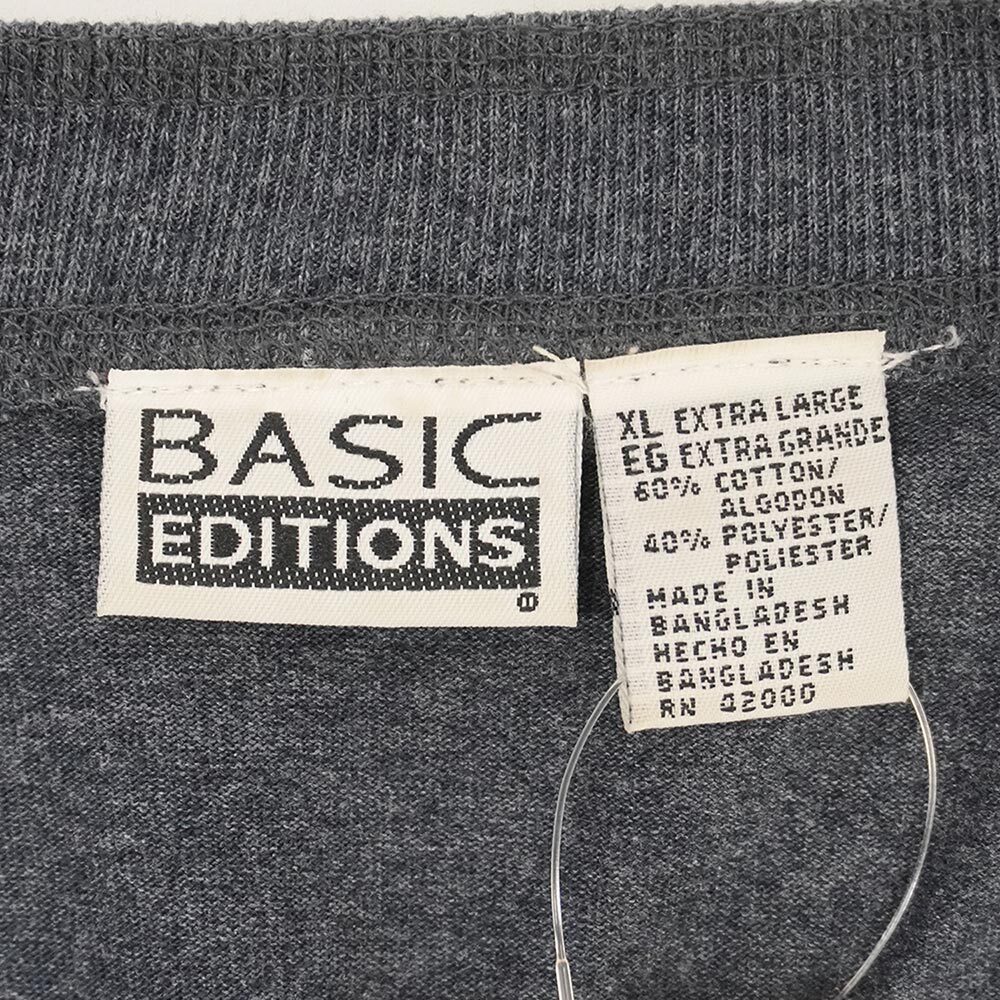 BASIC
EDITIONS
®
XL EXTRA LARGE
EG EXTRA GRANDE
60% COTTON/
ALGODON
40% POLYESTER/
POLIESTER
MADE IN
BANGLADESH
HECHO EN
BANGLADESH
RN 42000